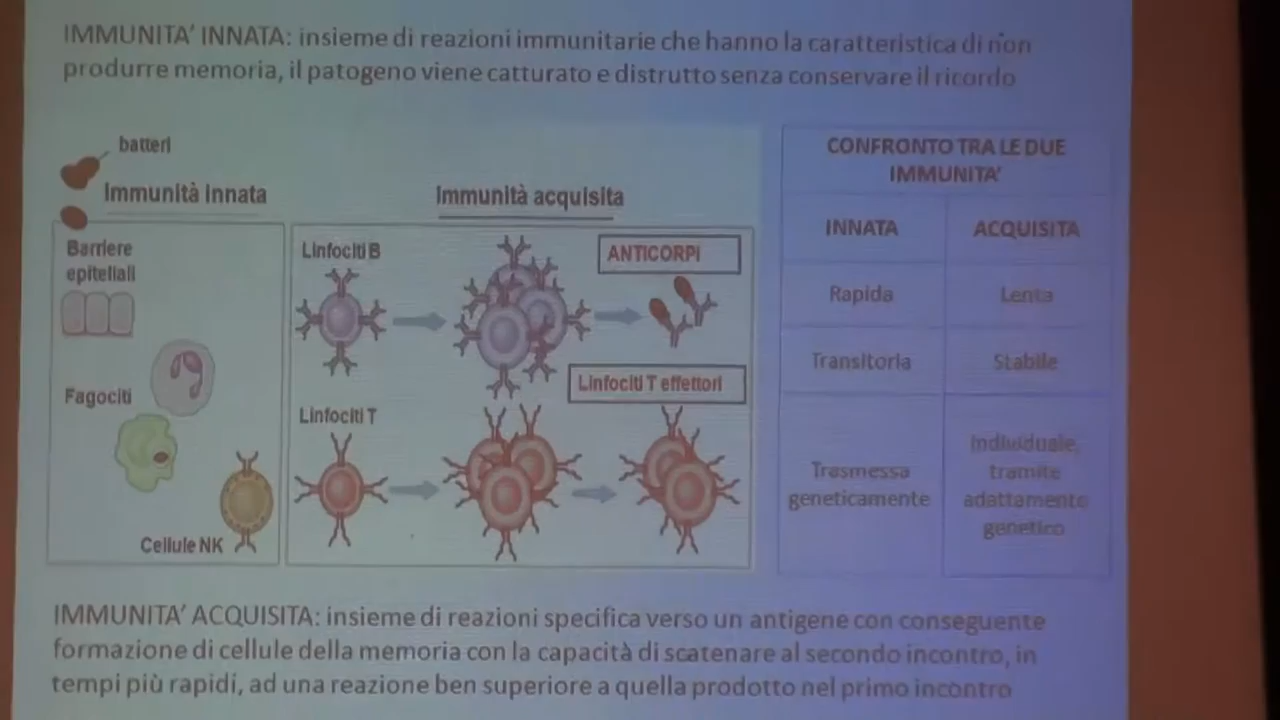 IMMUNITA' INNATA: insieme di reazioni immunitarie che hanno la caratteristica di non
produrre memoria, il patogeno viene catturato e distrutto senza conservare il ricordo
batteri
Immunità innata
Barriere
epiteliali
Fagociti
Cellule NK
Immunità acquisita
Linfociti B
ANTICORPI
Linfociti T effettori
Linfociti T
CONFRONTO TRA LE DUE
IMMUNITA'
INNATA ACQUISITA
Rapida Lenta
Transitoria Stabile
Trasmessa
geneticamente
Individuale,
tramite
adattamento
genetico
IMMUNITA' ACQUISITA: insieme di reazioni specifica verso un antigene con conseguente
formazione di cellule della memoria con la capacità di scatenare al secondo incontro, in
tempi più rapidi, ad una reazione ben superiore a quella prodotto nel primo incontro